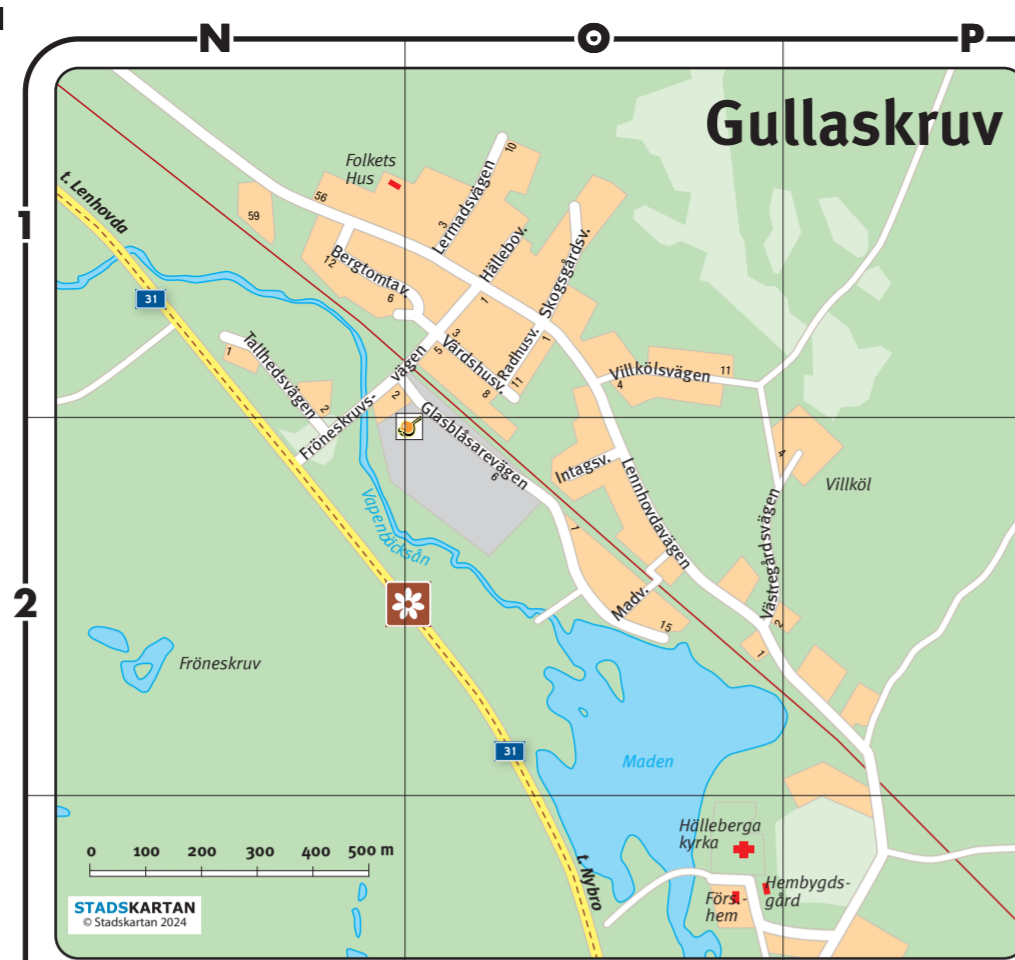 N
O
P
Gullaskruv
1
2
Folkets
Hus
t. Lenhovda
31
59
56
12
6
3
10
Lermadsvägen
Bergtomtav.
Hällebov.
1
Skogsgårdsv.
1
Radhusv.
11
3
5
Värdshusv.
8
Tallhedsvägen
1
2
Fröneskruvs-
vägen
2
Glasblåsarevägen
6
Villkölsvägen
4
11
Intagsv.
Lennhovdavägen
4
Villköl
Västregårdsvägen
2
1
Vapenbäcksån
1
Madv.
15
Fröneskruv
31
Maden
t. Nybro
Hälleberga
kyrka
Hembygds-
gård
Förs.-
hem
0 100 200 300 400 500 m
STADSKARTAN
© Stadskartan 2024